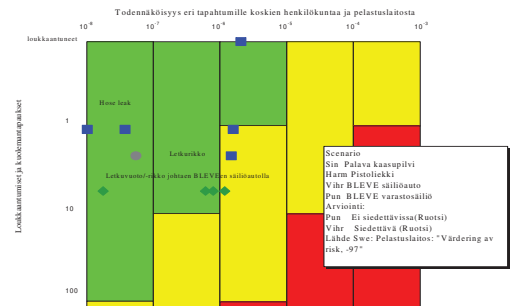 Todennäköisyys eri tapahtumille koskien henkilökuntaa ja pelastuslaitosta
10⁻⁸ 10⁻⁷ 10⁻⁶ 10⁻⁵ 10⁻⁴ 10⁻³
loukkaantuneet
Hose leak
1
Letkurikko
Letkuvuoto/-rikko johtaen BLEVEen säiliöautolla
10
100
Loukkaantumiset ja kuolemantapaukset
Scenario
Sin Palava kaasupilvi
Harm Pistoliekki
Vihr BLEVE säiliöauto
Pun BLEVE varastosäiliö
Arviointi:
Pun Ei siedettävissa(Ruotsi)
Vihr Siedettävä (Ruotsi)
Lähde Swe: Pelastuslaitos: "Värdering av
risk, -97"